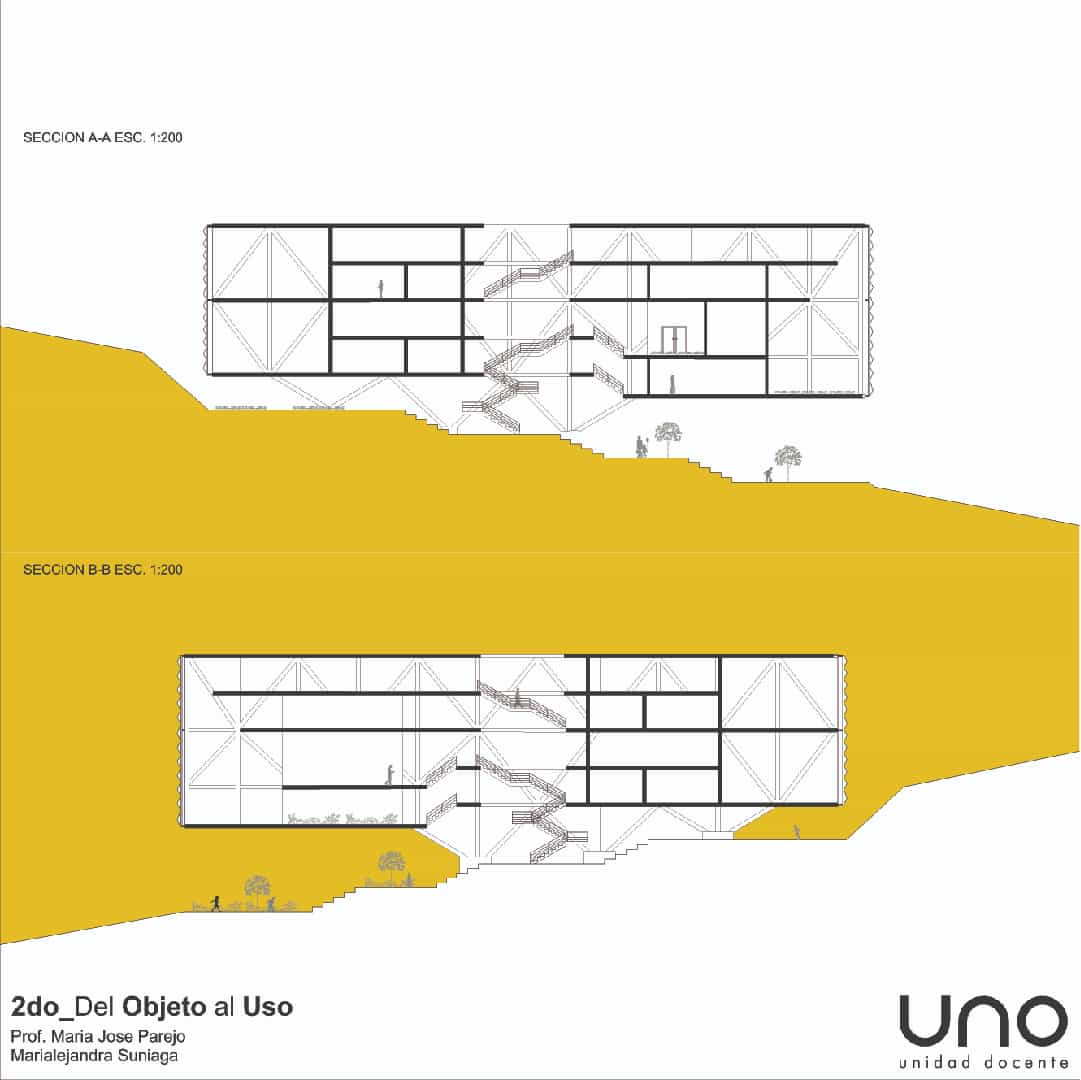 SECCION A-A ESC. 1:200
SECCION B-B ESC. 1:200
2do_Del Objeto al Uso
Prof. Maria Jose Parejo
Marialejandra Suniaga
uno
unidad docente